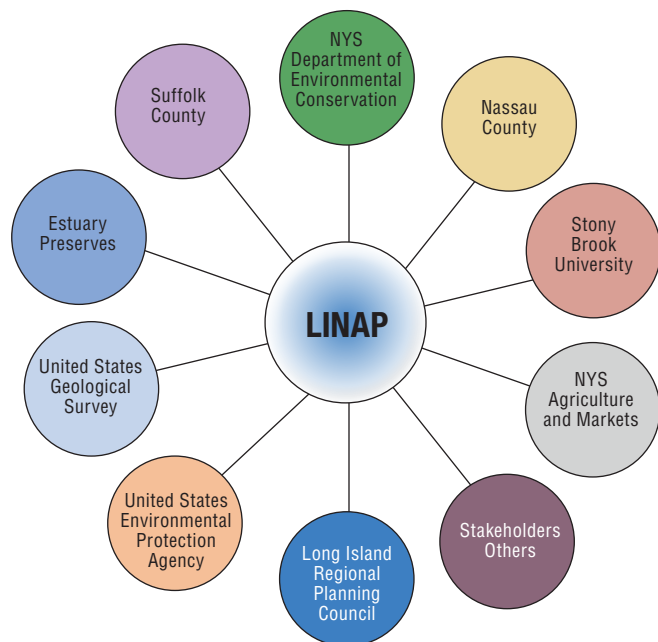 NYS
Department of
Environmental
Conservation
Suffolk
County
Nassau
County
Estuary
Preserves
Stony
Brook
University
LINAP
United States
Geological
Survey
NYS
Agriculture
and Markets
United States
Environmental
Protection
Agency
Stakeholders
Others
Long Island
Regional
Planning
Council